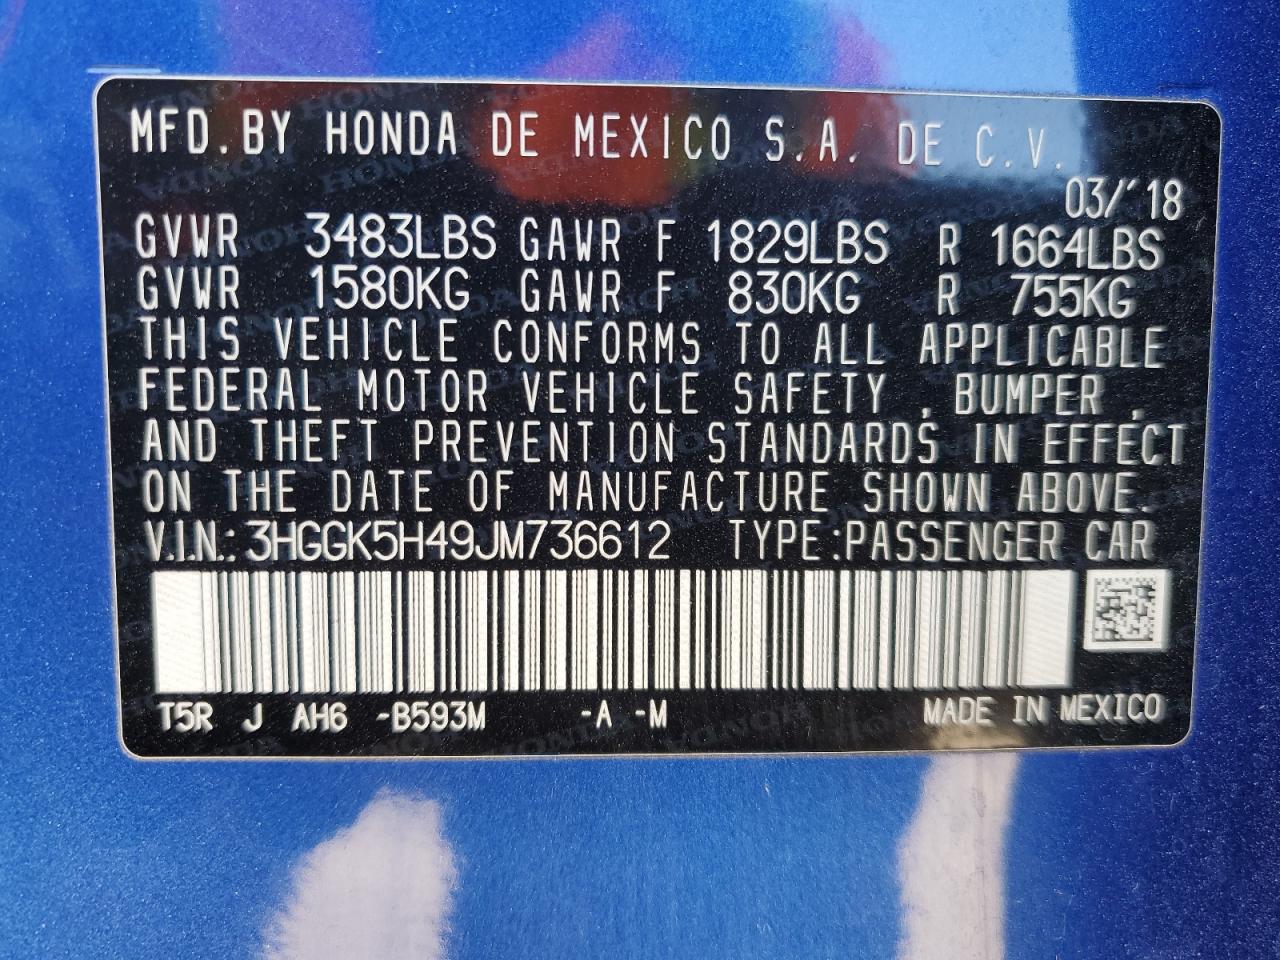 MFD.BY HONDA DE MEXICO S.A. DE C.V.
03/'18
GVWR 3483LBS GAWR F 1829LBS R 1664LBS
GVWR 1580KG GAWR F 830KG R 755KG
THIS VEHICLE CONFORMS TO ALL APPLICABLE
FEDERAL MOTOR VEHICLE SAFETY , BUMPER ,
AND THEFT PREVENTION STANDARDS IN EFFECT
ON THE DATE OF MANUFACTURE SHOWN ABOVE.
V.I.N.: 3HGGK5H49JM736612 TYPE:PASSENGER CAR
T5R J AH6 -B593M -A -M MADE IN MEXICO